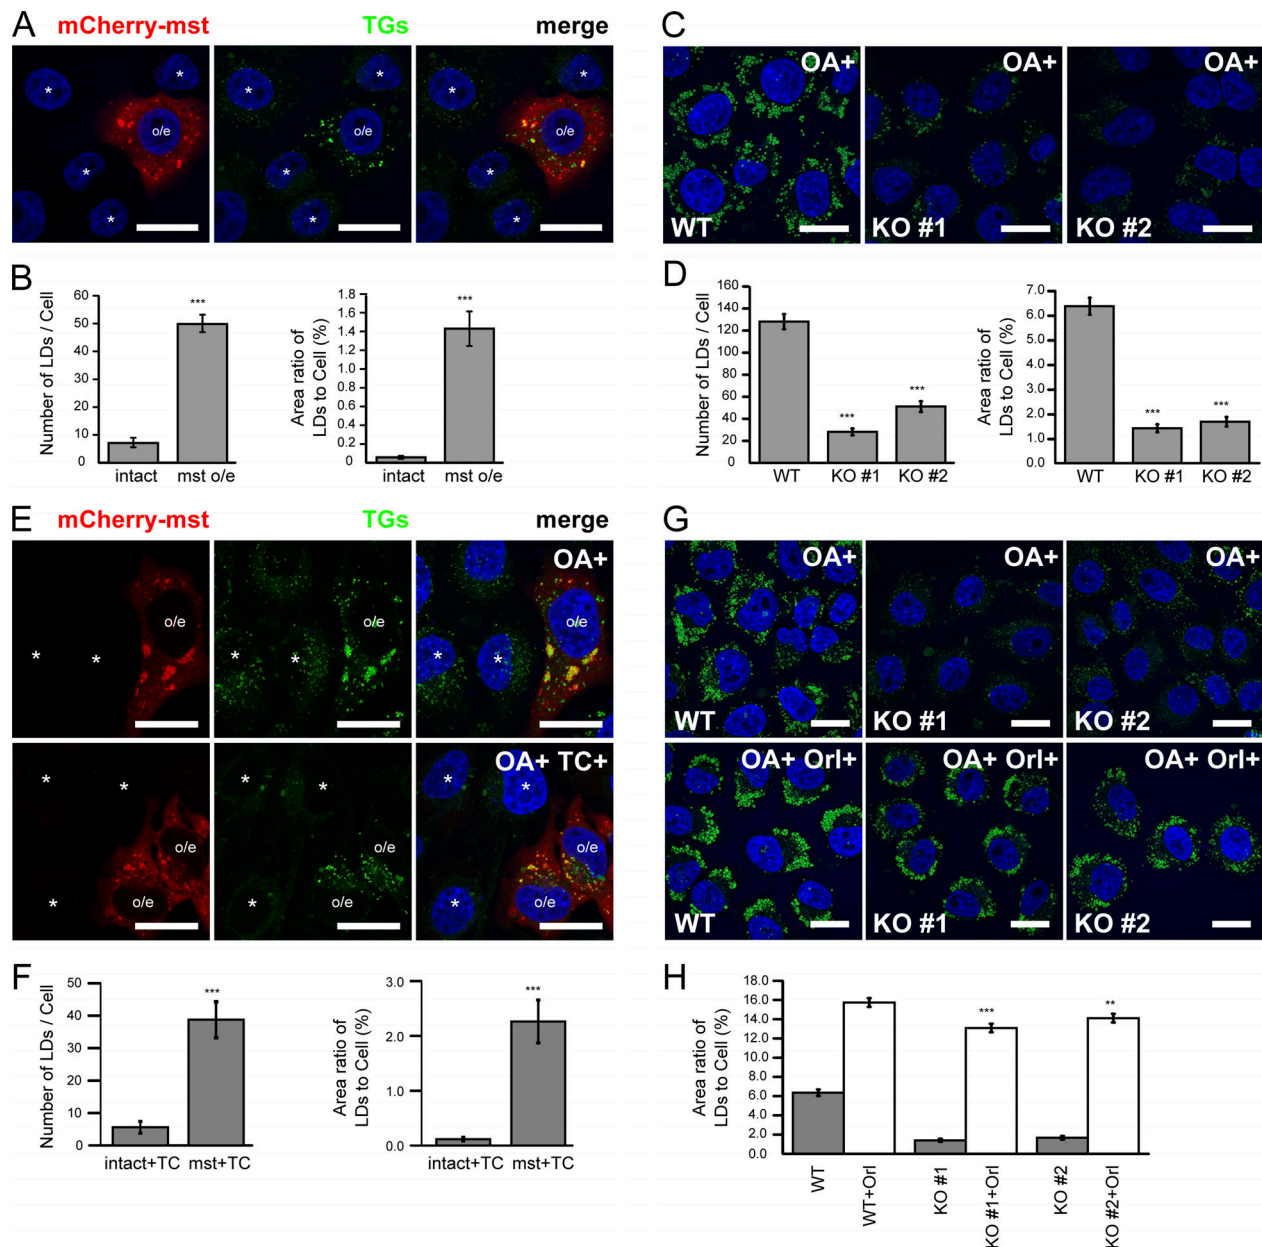 A
mCherry-mst TGs merge
* * * * o/e
* * * * o/e
* * * * o/e
B
Number of LDs / Cell
60
50
40
30
20
10
0
***
intact mst o/e
Area ratio of
LDs to Cell (%)
1.8
1.6
1.4
1.2
1.0
0.8
0.6
0.4
0.2
0
***
intact mst o/e
C
OA+ OA+ OA+
WT KO #1 KO #2
D
Number of LDs / Cell
160
140
120
100
80
60
40
20
0
*** ***
WT KO #1 KO #2
Area ratio of
LDs to Cell (%)
7.0
6.0
5.0
4.0
3.0
2.0
1.0
0.0
*** ***
WT KO #1 KO #2
E
mCherry-mst TGs merge
OA+
o/e o/e o/e
* * * * * *
OA+ TC+
* * * * * *
o/e o/e
* * *
o/e o/e o/e
F
Number of LDs / Cell
50
40
30
20
10
0
***
intact+TC mst+TC
Area ratio of
LDs to Cell (%)
3.0
2.0
1.0
0.0
***
intact+TC mst+TC
G
OA+ OA+ OA+
WT KO #1 KO #2
OA+ Orl+ OA+ Orl+ OA+ Orl+
WT KO #1 KO #2
H
Area ratio of
LDs to Cell (%)
18.0
16.0
14.0
12.0
10.0
8.0
6.0
4.0
2.0
0.0
*** **
WT
WT+Orl
KO #1
KO #1+Orl
KO #2
KO #2+Orl